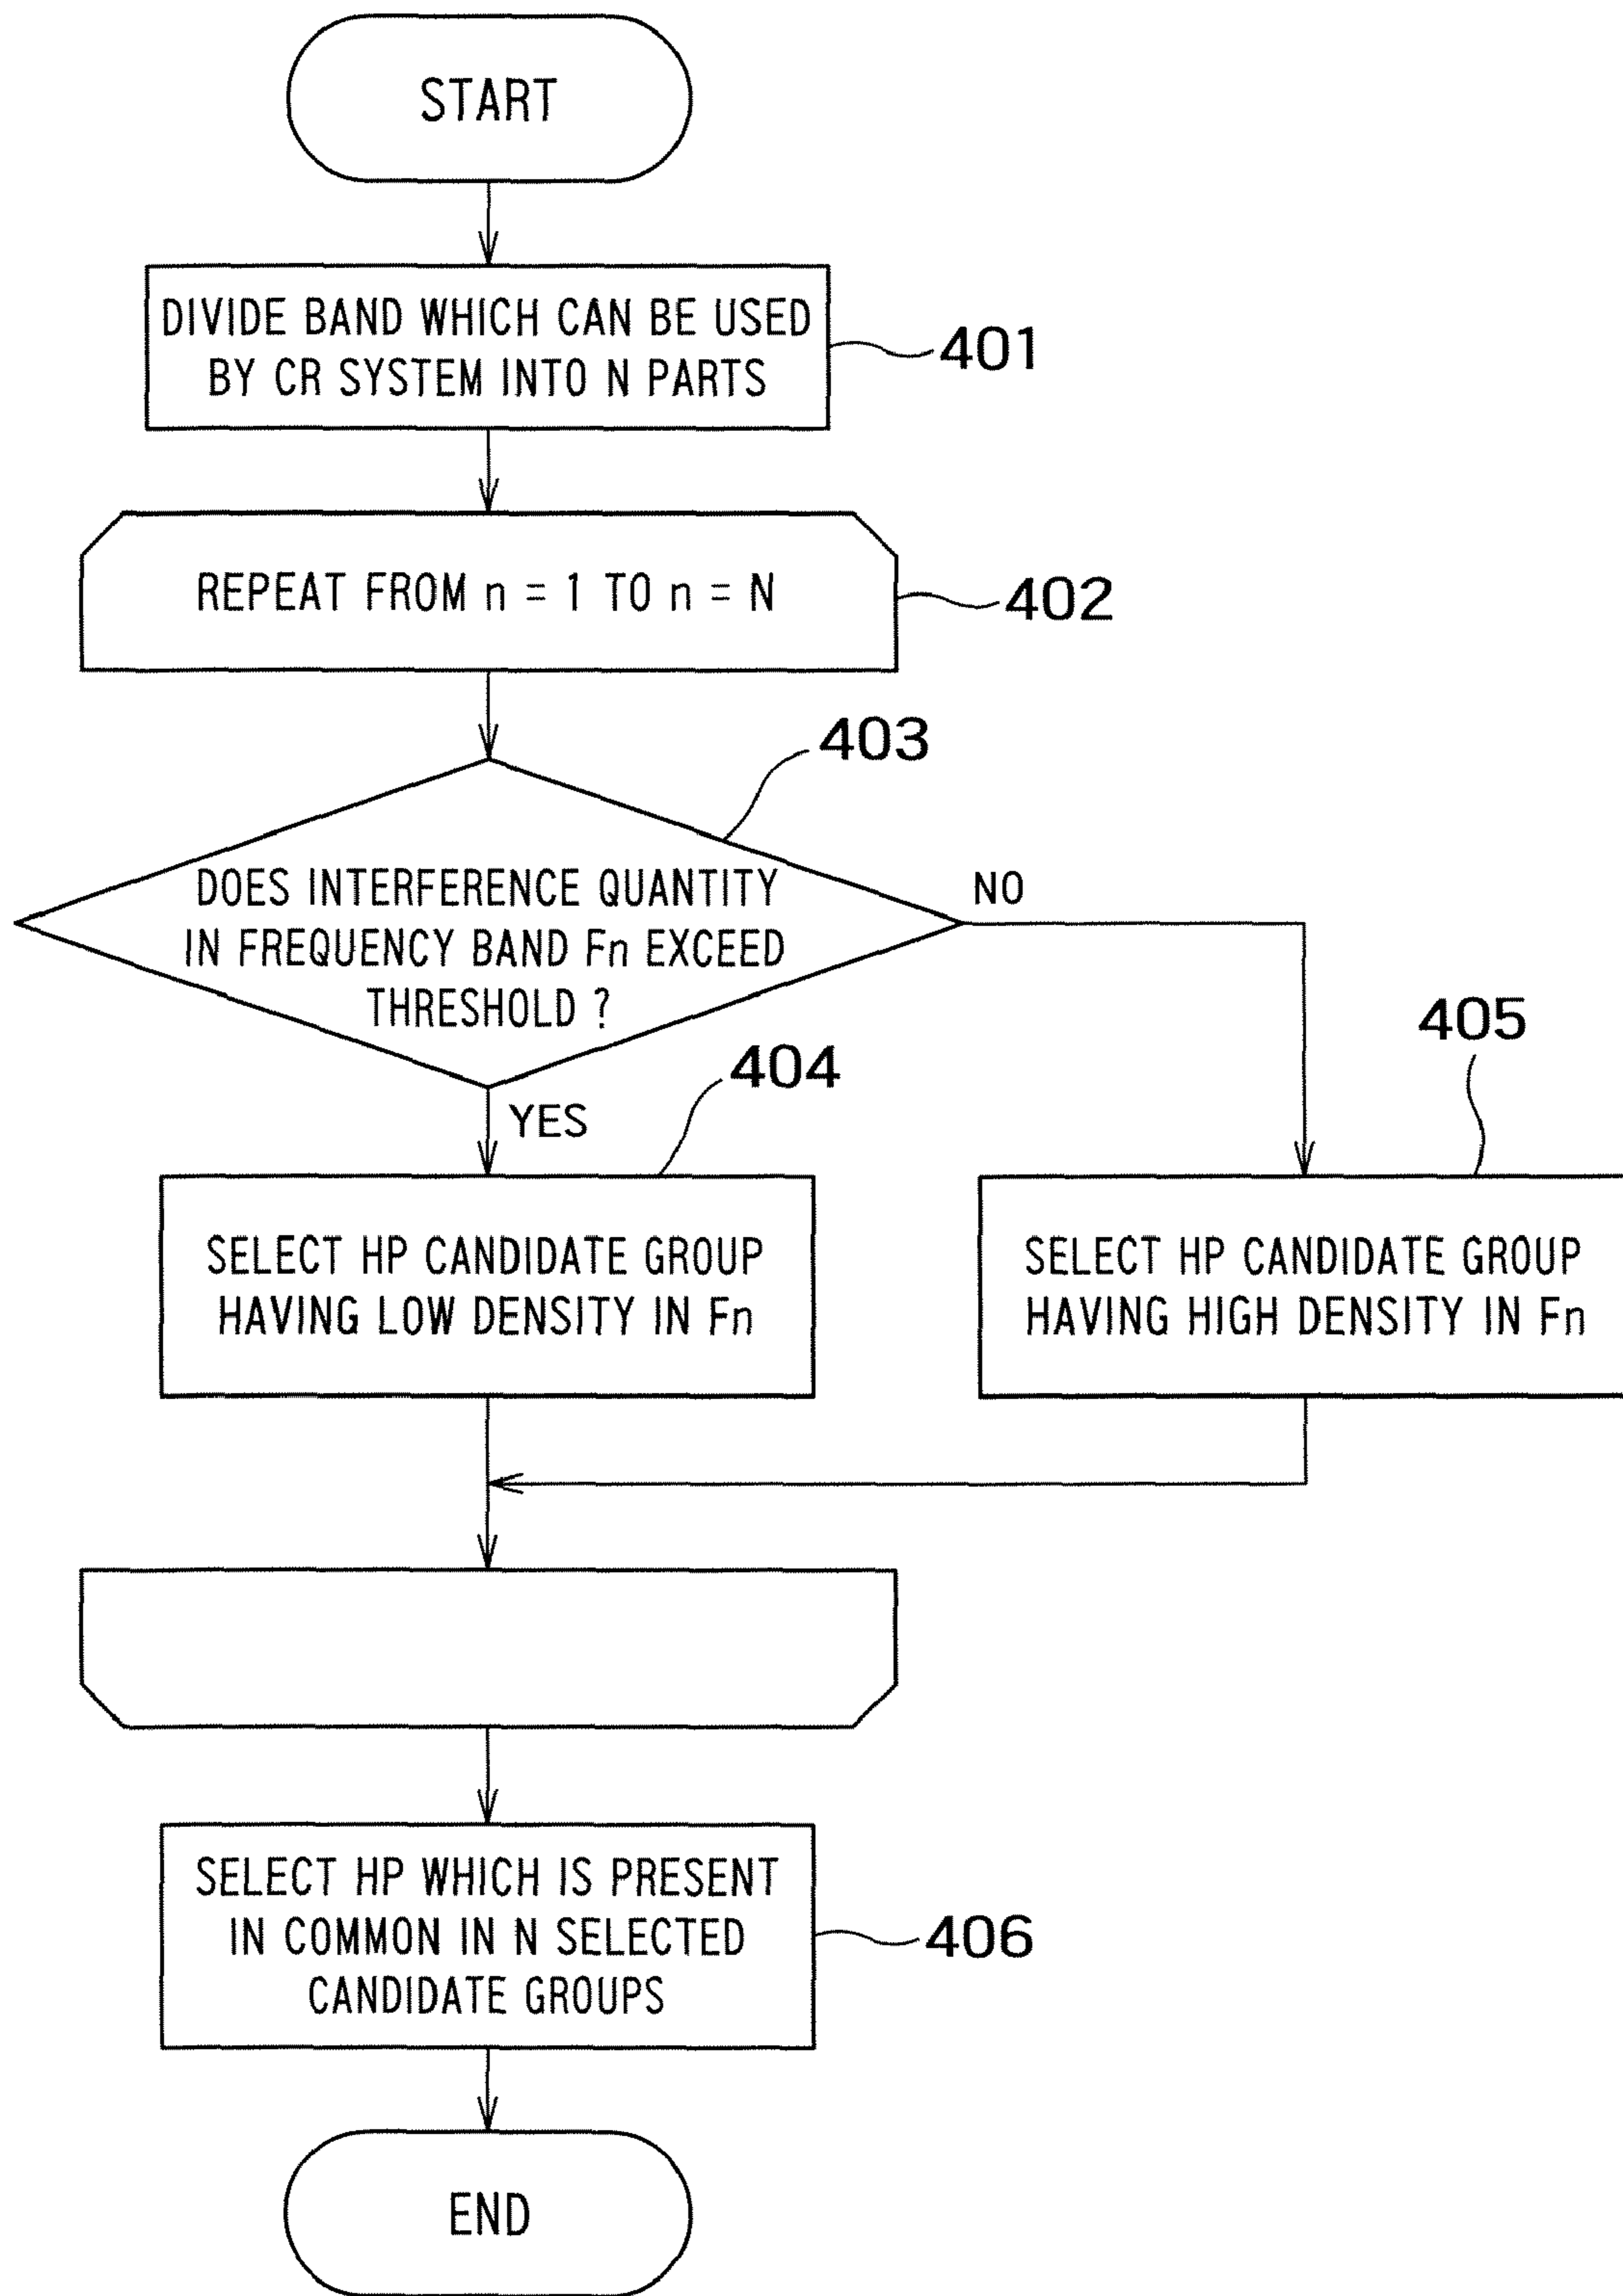 START
DIVIDE BAND WHICH CAN BE USED
BY CR SYSTEM INTO N PARTS
401
REPEAT FROM n = 1 TO n = N
402
403
DOES INTERFERENCE QUANTITY
IN FREQUENCY BAND Fn EXCEED
THRESHOLD ?
NO
YES
404
405
SELECT HP CANDIDATE GROUP
HAVING LOW DENSITY IN Fn
SELECT HP CANDIDATE GROUP
HAVING HIGH DENSITY IN Fn
SELECT HP WHICH IS PRESENT
IN COMMON IN N SELECTED
CANDIDATE GROUPS
406
END